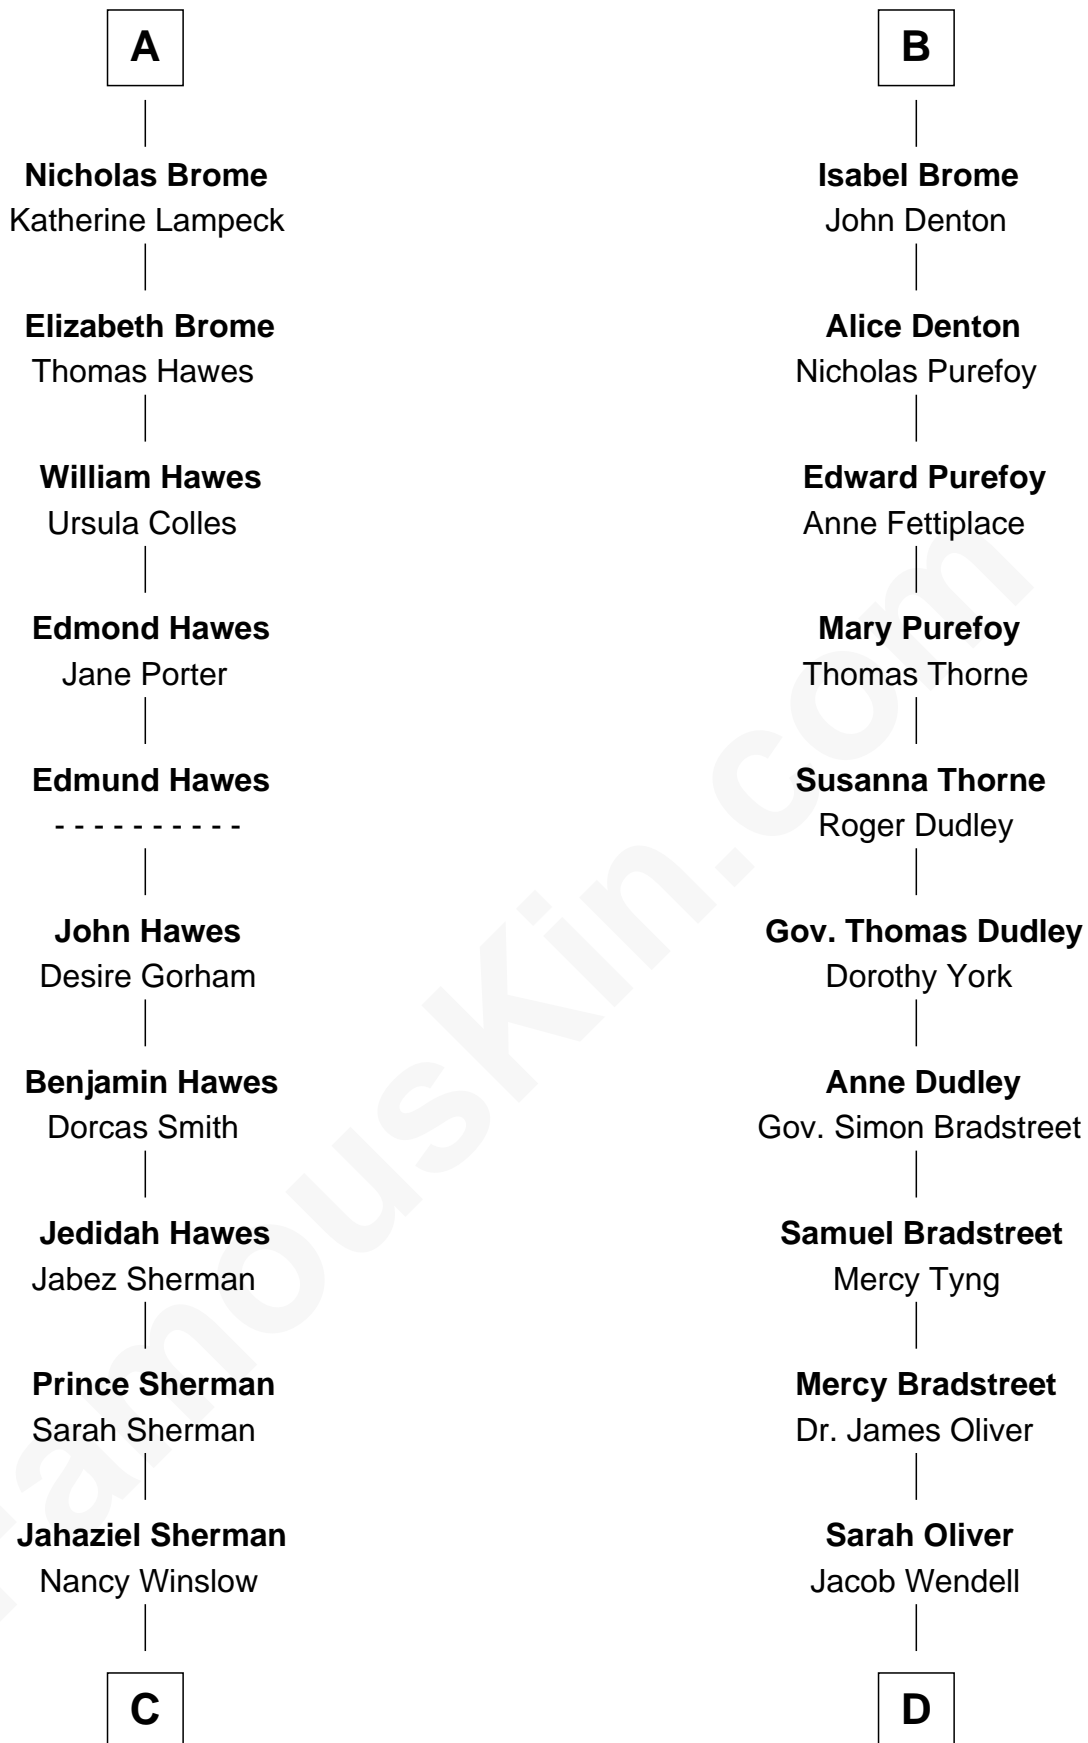 A
Nicholas Brome
Katherine Lampeck
Elizabeth Brome
Thomas Hawes
William Hawes
Ursula Colles
Edmond Hawes
Jane Porter
Edmund Hawes
- - - - - - - - - -
John Hawes
Desire Gorham
Benjamin Hawes
Dorcas Smith
Jedidah Hawes
Jabez Sherman
Prince Sherman
Sarah Sherman
Jahaziel Sherman
Nancy Winslow
C
B
Isabel Brome
John Denton
Alice Denton
Nicholas Purefoy
Edward Purefoy
Anne Fettiplace
Mary Purefoy
Thomas Thorne
Susanna Thorne
Roger Dudley
Gov. Thomas Dudley
Dorothy York
Anne Dudley
Gov. Simon Bradstreet
Samuel Bradstreet
Mercy Tyng
Mercy Bradstreet
Dr. James Oliver
Sarah Oliver
Jacob Wendell
D
FamousKin.com